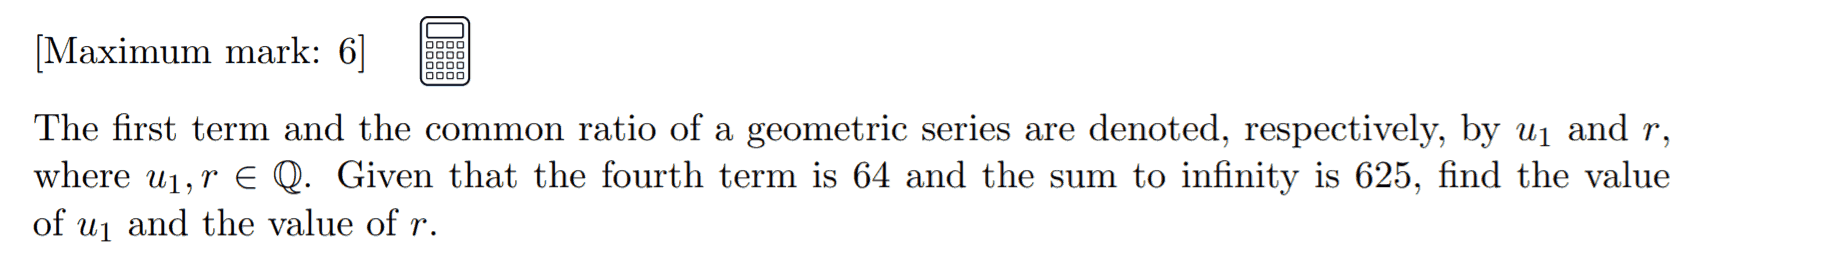 [Maximum mark: 6]
The first term and the common ratio of a geometric series are denoted, respectively, by u₁ and r,
where u₁, r ∈ ℚ. Given that the fourth term is 64 and the sum to infinity is 625, find the value
of u₁ and the value of r.